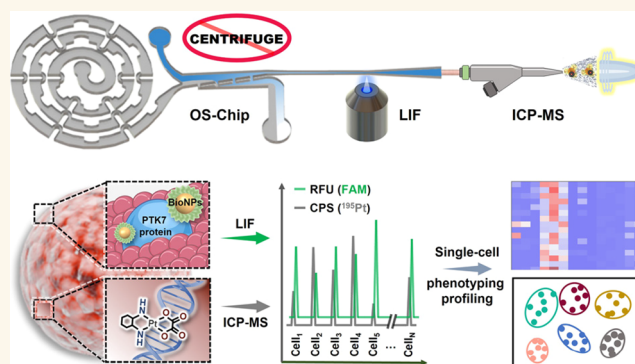 CENTRIFUGE
OS-Chip
LIF
ICP-MS
BioNPs
PTK7
protein
LIF
ICP-MS
RFU (FAM)
CPS (¹⁹⁵Pt)
Cell₁ Cell₂ Cell₃ Cell₄ Cell₅ ... Cell_N
Single-cell
phenotyping
profiling